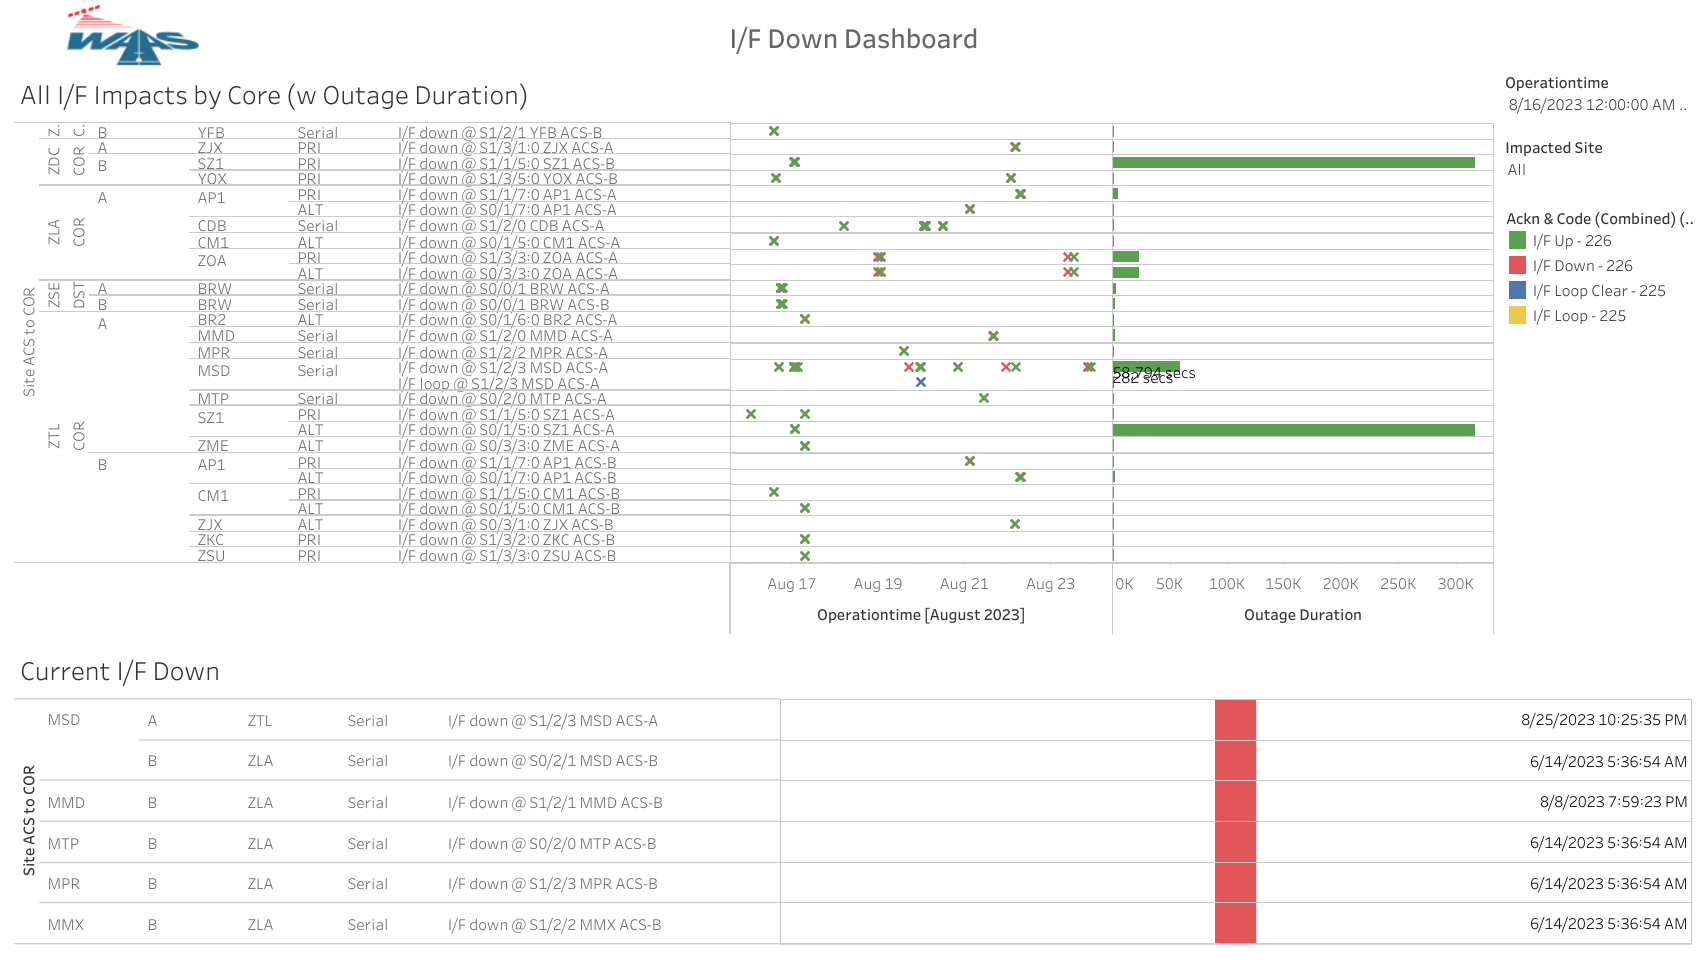 WAAS
I/F Down Dashboard
All I/F Impacts by Core (w Outage Duration)
Operationtime
8/16/2023 12:00:00 AM ..
Impacted Site
All
Ackn & Code (Combined) (..
I/F Up - 226
I/F Down - 226
I/F Loop Clear - 225
I/F Loop - 225
Site ACS to COR
Z. C. B YFB Serial I/F down @ S1/2/1 YFB ACS-B
ZDC COR A ZJX PRI I/F down @ S1/3/1:0 ZJX ACS-A
B SZ1 PRI I/F down @ S1/1/5:0 SZ1 ACS-B
YOX PRI I/F down @ S1/3/5:0 YOX ACS-B
ZLA COR A AP1 PRI I/F down @ S1/1/7:0 AP1 ACS-A
ALT I/F down @ S0/1/7:0 AP1 ACS-A
CDB Serial I/F down @ S1/2/0 CDB ACS-A
CM1 ALT I/F down @ S0/1/5:0 CM1 ACS-A
ZOA PRI I/F down @ S1/3/3:0 ZOA ACS-A
ALT I/F down @ S0/3/3:0 ZOA ACS-A
ZSE DST A BRW Serial I/F down @ S0/0/1 BRW ACS-A
B BRW Serial I/F down @ S0/0/1 BRW ACS-B
ZTL COR A BR2 ALT I/F down @ S0/1/6:0 BR2 ACS-A
MMD Serial I/F down @ S1/2/0 MMD ACS-A
MPR Serial I/F down @ S1/2/2 MPR ACS-A
MSD Serial I/F down @ S1/2/3 MSD ACS-A
58,794 secs
I/F loop @ S1/2/3 MSD ACS-A
282 secs
MTP Serial I/F down @ S0/2/0 MTP ACS-A
SZ1 PRI I/F down @ S1/1/5:0 SZ1 ACS-A
ALT I/F down @ S0/1/5:0 SZ1 ACS-A
ZME ALT I/F down @ S0/3/3:0 ZME ACS-A
B AP1 PRI I/F down @ S1/1/7:0 AP1 ACS-B
ALT I/F down @ S0/1/7:0 AP1 ACS-B
CM1 PRI I/F down @ S1/1/5:0 CM1 ACS-B
ALT I/F down @ S0/1/5:0 CM1 ACS-B
ZJX ALT I/F down @ S0/3/1:0 ZJX ACS-B
ZKC PRI I/F down @ S1/3/2:0 ZKC ACS-B
ZSU PRI I/F down @ S1/3/3:0 ZSU ACS-B
Aug 17 Aug 19 Aug 21 Aug 23 0K 50K 100K 150K 200K 250K 300K
Operationtime [August 2023] Outage Duration
Current I/F Down
Site ACS to COR
MSD A ZTL Serial I/F down @ S1/2/3 MSD ACS-A 8/25/2023 10:25:35 PM
B ZLA Serial I/F down @ S0/2/1 MSD ACS-B 6/14/2023 5:36:54 AM
MMD B ZLA Serial I/F down @ S1/2/1 MMD ACS-B 8/8/2023 7:59:23 PM
MTP B ZLA Serial I/F down @ S0/2/0 MTP ACS-B 6/14/2023 5:36:54 AM
MPR B ZLA Serial I/F down @ S1/2/3 MPR ACS-B 6/14/2023 5:36:54 AM
MMX B ZLA Serial I/F down @ S1/2/2 MMX ACS-B 6/14/2023 5:36:54 AM